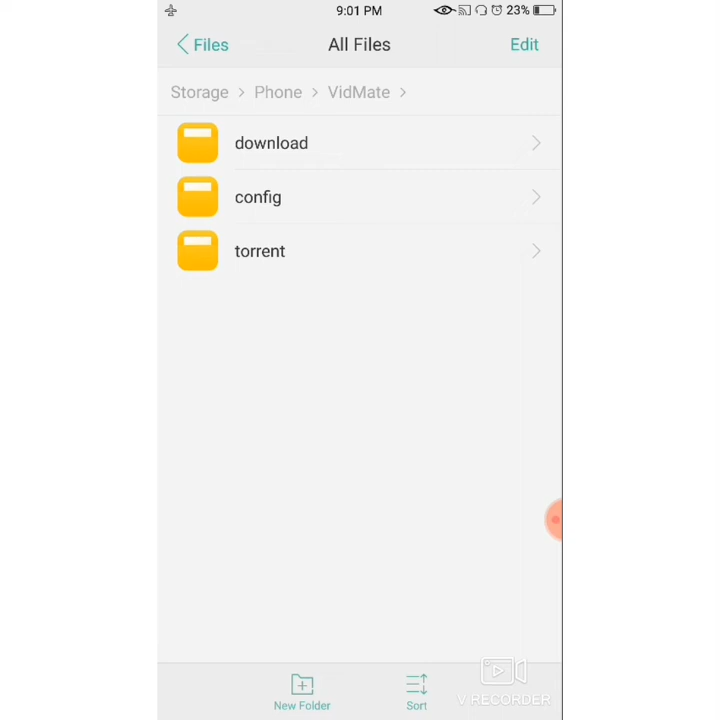 9:01 PM 23%
Files All Files Edit
Storage Phone VidMate
download
config
torrent
New Folder Sort
V RECORDER